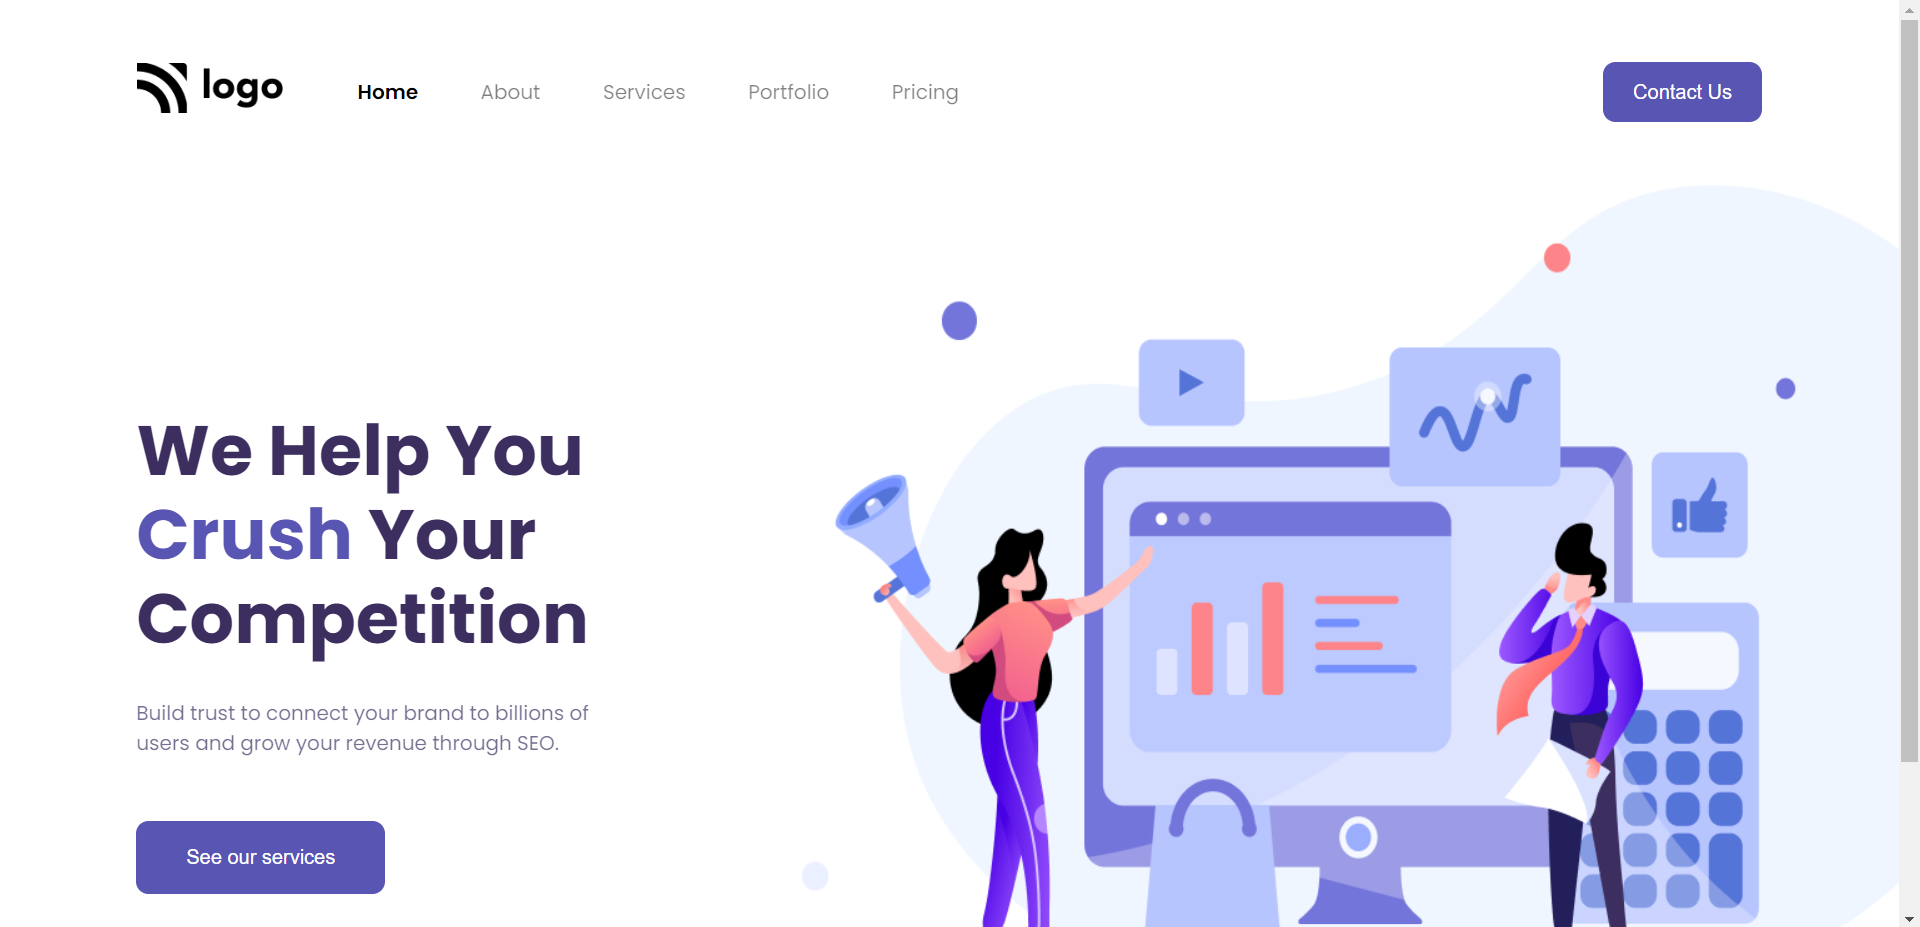 logo
Home About Services Portfolio Pricing
Contact Us
We Help You
Crush Your
Competition
Build trust to connect your brand to billions of
users and grow your revenue through SEO.
See our services